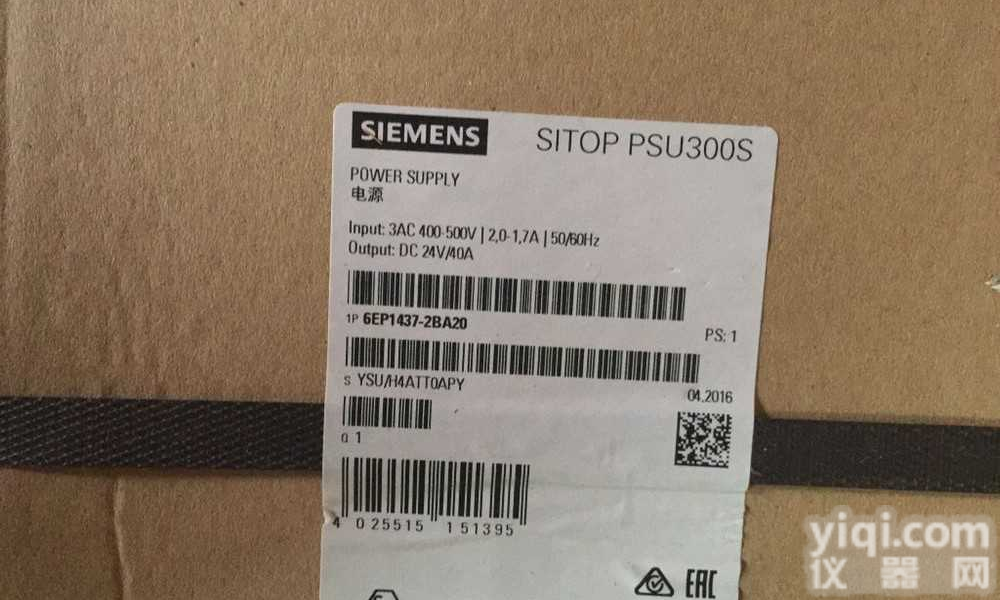 SIEMENS SITOP PSU300S
POWER SUPPLY
电源
Input: 3AC 400-500V | 2,0-1,7A | 50/60Hz
Output: DC 24V/40A
1P 6EP1437-2BA20
PS: 1
S YSU/H4ATT0APY
04.2016
Q 1
4 025515 151395
EAC
yiqi.com
仪器网